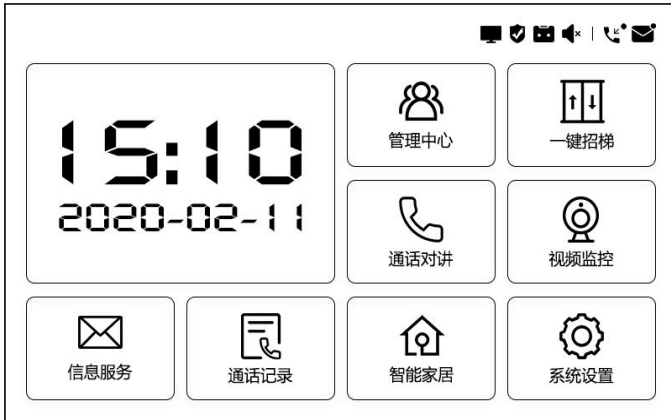 15:10
2020-02-11
管理中心
一键招梯
通话对讲
视频监控
信息服务
通话记录
智能家居
系统设置